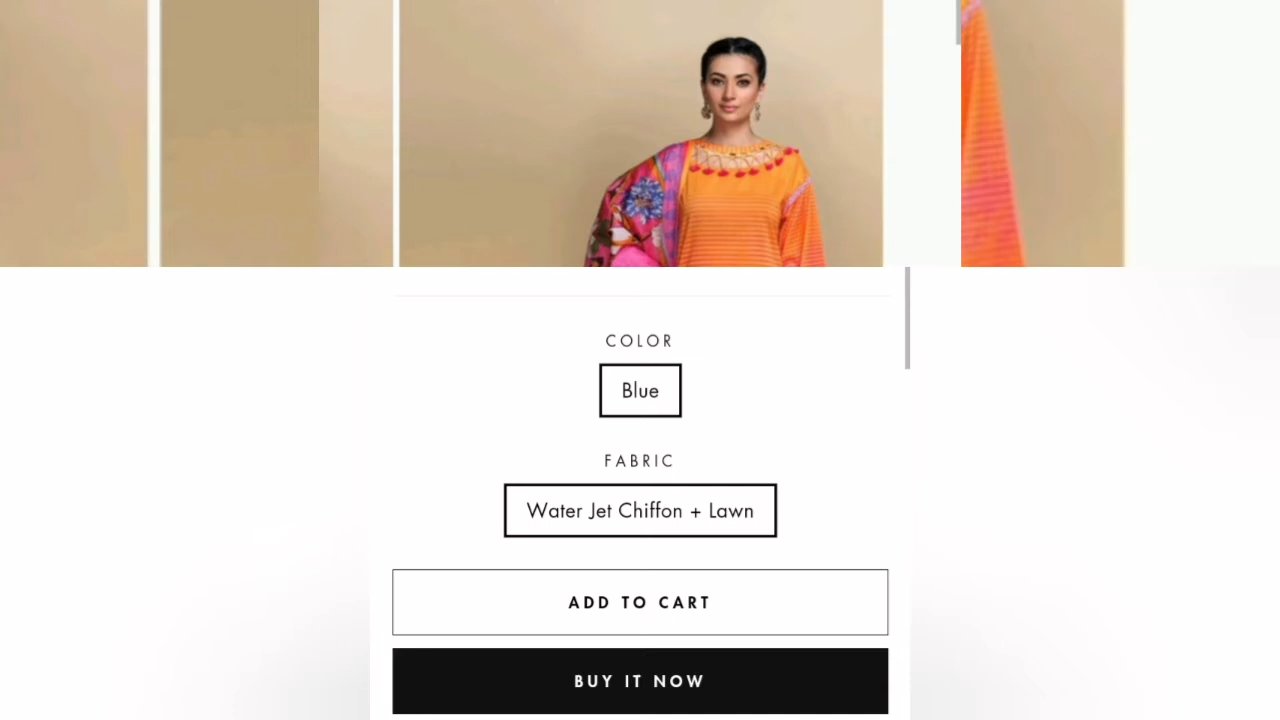 COLOR
Blue
FABRIC
Water Jet Chiffon + Lawn
ADD TO CART
BUY IT NOW